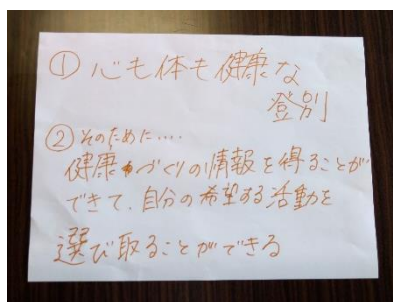 ① 心も体も健康な
登別
② そのために‥‥
健康づくりの情報を得ることが
できて、自分の希望する活動を
選び取ることができる